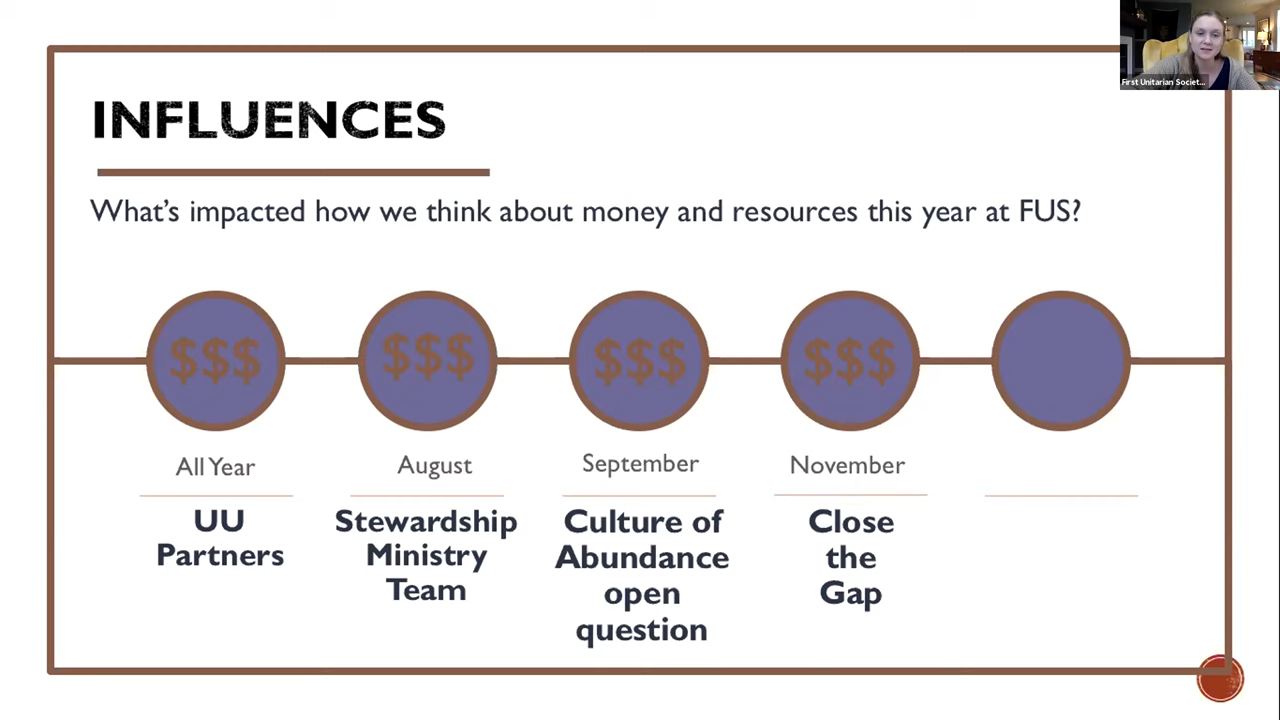 First Unitarian Societ...
INFLUENCES
What's impacted how we think about money and resources this year at FUS?
$$$ $$$ $$$ $$$
All Year
UU
Partners
August
Stewardship
Ministry
Team
September
Culture of
Abundance
open
question
November
Close
the
Gap